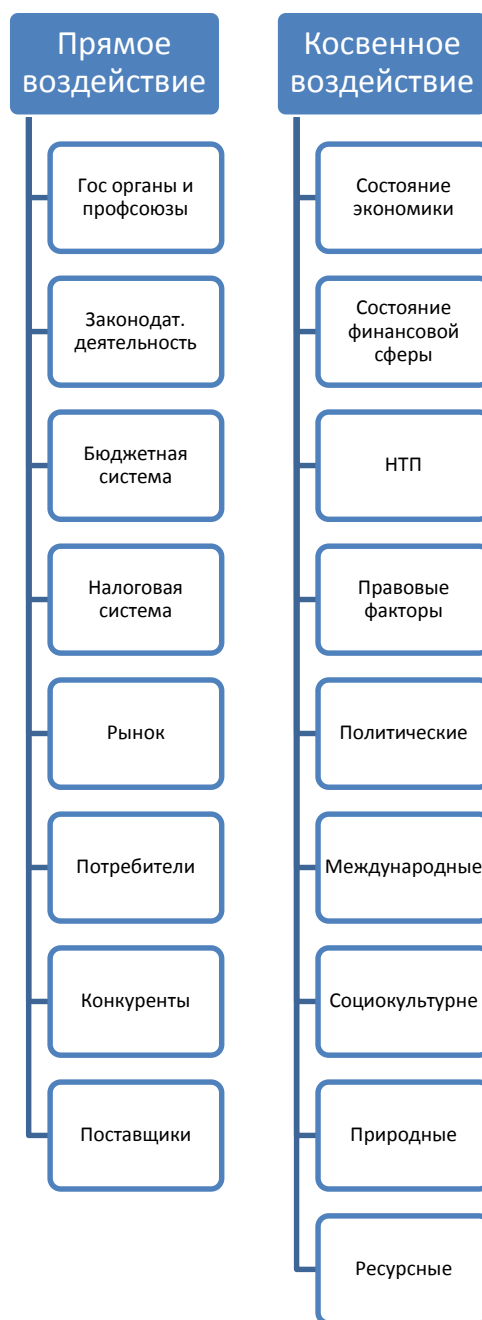 Прямое
воздействие
Гос органы и
профсоюзы
Законодат.
деятельность
Бюджетная
система
Налоговая
система
Рынок
Потребители
Конкуренты
Поставщики
Косвенное
воздействие
Состояние
экономики
Состояние
финансовой
сферы
НТП
Правовые
факторы
Политические
Международные
Социокультурне
Природные
Ресурсные